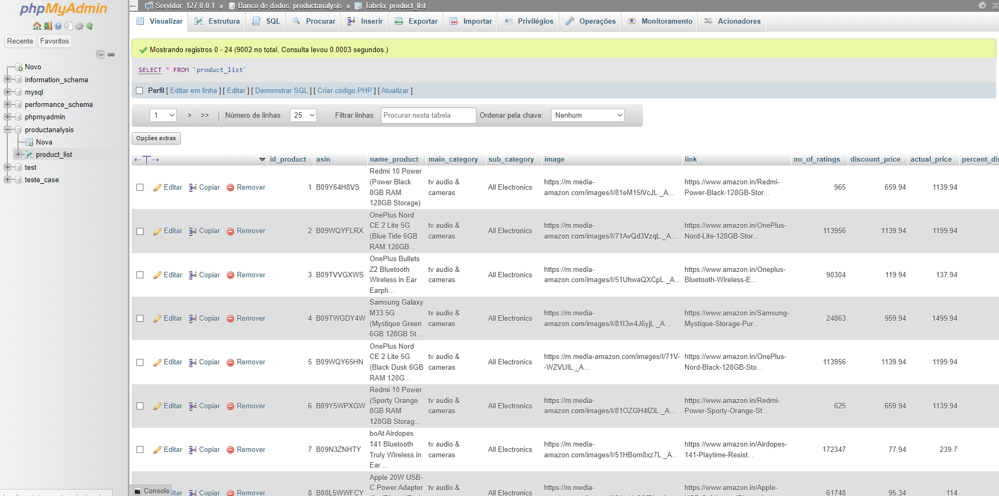 phpMyAdmin
Recente Favoritos
Novo
information_schema
mysql
performance_schema
phpmyadmin
productanalysis
Nova
product_list
test
teste_case
Servidor: 127.0.0.1 » Banco de dados: productanalysis » Tabela: product_list
Visualizar Estrutura SQL Procurar Inserir Exportar Importar Privilégios Operações Monitoramento Acionadores
Mostrando registros 0 - 24 (9002 no total, Consulta levou 0.0003 segundos.)
SELECT * FROM `product_list`
Perfil [ Editar em linha ] [ Editar ] [ Demonstrar SQL ] [ Criar código PHP ] [ Atualizar ]
1 > >> | Número de linhas: 25 Filtrar linhas: Procurar nesta tabela Ordenar pela chave: Nenhum
Opções extras
←T→ id_product asin name_product main_category sub_category image link no_of_ratings discount_price actual_price percent_dis
Redmi 10 Power
(Power Black tv audio & https://m.media- https://www.amazon.in/Redmi-
Editar Copiar Remover 1 B09Y64H8VS All Electronics 965 659.94 1139.94
8GB RAM cameras amazon.com/images/I/81eM15lVcJL._A... Power-Black-128GB-Stor...
128GB Storage)
OnePlus Nord
CE 2 Lite 5G tv audio & https://m.media- https://www.amazon.in/OnePlus-
Editar Copiar Remover 2 B09WQYFLRX All Electronics 113956 1139.94 1199.94
(Blue Tide 6GB cameras amazon.com/images/I/71AvQd3VzqL._A... Nord-Lite-128GB-Stor...
RAM 128GB...
OnePlus Bullets
Z2 Bluetooth tv audio & https://m.media- https://www.amazon.in/Oneplus-
Editar Copiar Remover 3 B09TVVGXWS All Electronics 90304 119.94 137.94
Wireless in Ear cameras amazon.com/images/I/51UhwaQXCpL._A... Bluetooth-Wireless-E...
Earph...
Samsung Galaxy
M33 5G tv audio & https://m.media- https://www.amazon.in/Samsung-
Editar Copiar Remover 4 B09TWGDY4W All Electronics 24863 959.94 1499.94
(Mystique Green cameras amazon.com/images/I/81I3w4J6yjL._A... Mystique-Storage-Pur...
6GB 128GB St...
OnePlus Nord
CE 2 Lite 5G tv audio & https://m.media-amazon.com/images/I/71V- https://www.amazon.in/OnePlus-
Editar Copiar Remover 5 B09WQY65HN All Electronics 113956 1139.94 1199.94
(Black Dusk 6GB cameras -WZVUIL._A... Nord-Black-128GB-Sto...
RAM 128G...
Redmi 10 Power
(Sporty Orange tv audio & https://m.media- https://www.amazon.in/Redmi-
Editar Copiar Remover 6 B09Y5WPXGW All Electronics 625 659.94 1139.94
8GB RAM cameras amazon.com/images/I/81OZGH4fZiL._A... Power-Sporty-Orange-St...
128GB Storag...
boAt Airdopes
141 Bluetooth tv audio & https://m.media- https://www.amazon.in/Airdopes-
Editar Copiar Remover 7 B09N3ZNHTY All Electronics 172347 77.94 239.7
Truly Wireless in cameras amazon.com/images/I/51HBom8xz7L._A... 141-Playtime-Resist...
Ear ...
Apple 20W USB-
C Power Adapter tv audio & https://m.media- https://www.amazon.in/Apple-
Console itar Copiar Remover 8 B08L5WWFCY All Electronics 61748 95.34 114